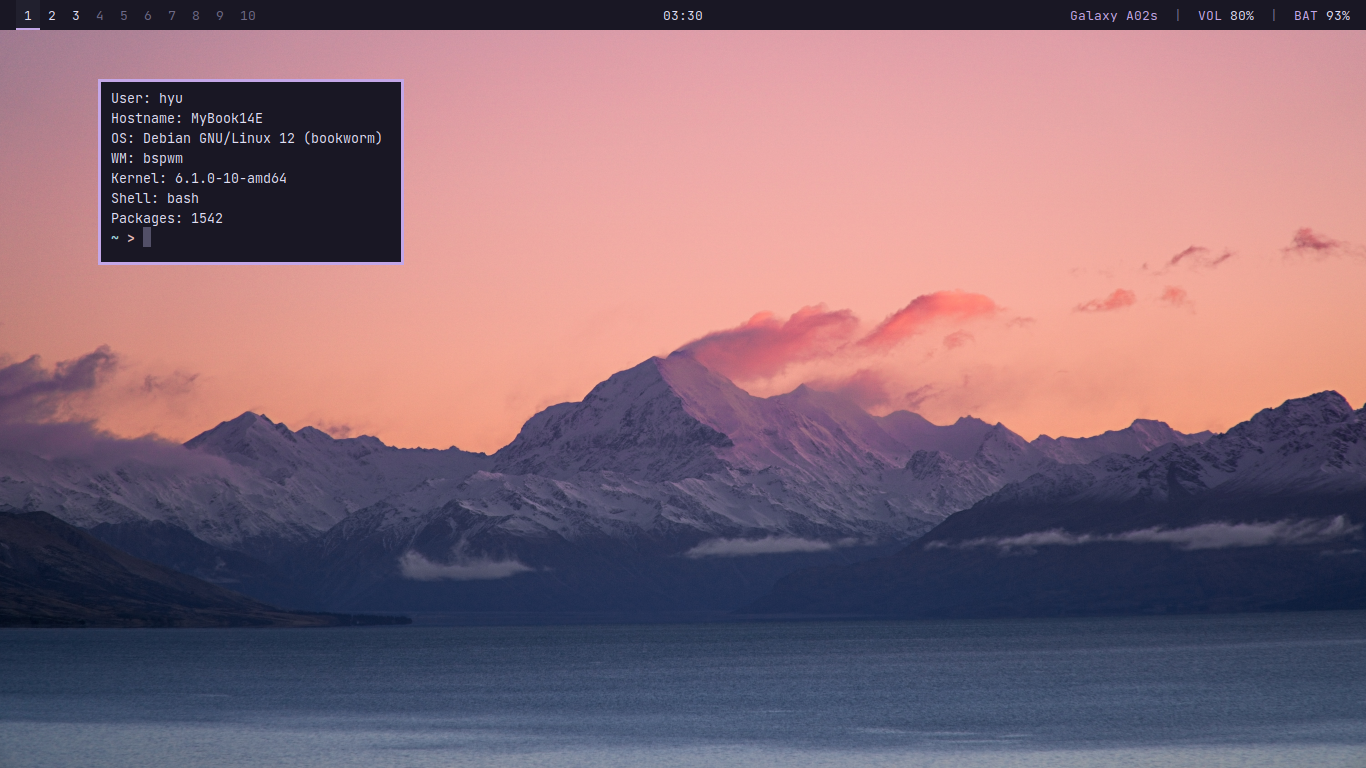 1 2 3 4 5 6 7 8 9 10 03:30 Galaxy A02s | VOL 80% | BAT 93%
User: hyu
Hostname: MyBook14E
OS: Debian GNU/Linux 12 (bookworm)
WM: bspwm
Kernel: 6.1.0-10-amd64
Shell: bash
Packages: 1542
~ >